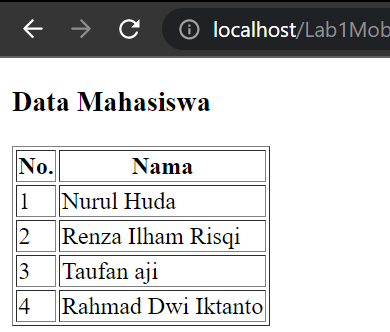 localhost/Lab1Mob
Data Mahasiswa
No. Nama
1 Nurul Huda
2 Renza Ilham Risqi
3 Taufan aji
4 Rahmad Dwi Iktanto